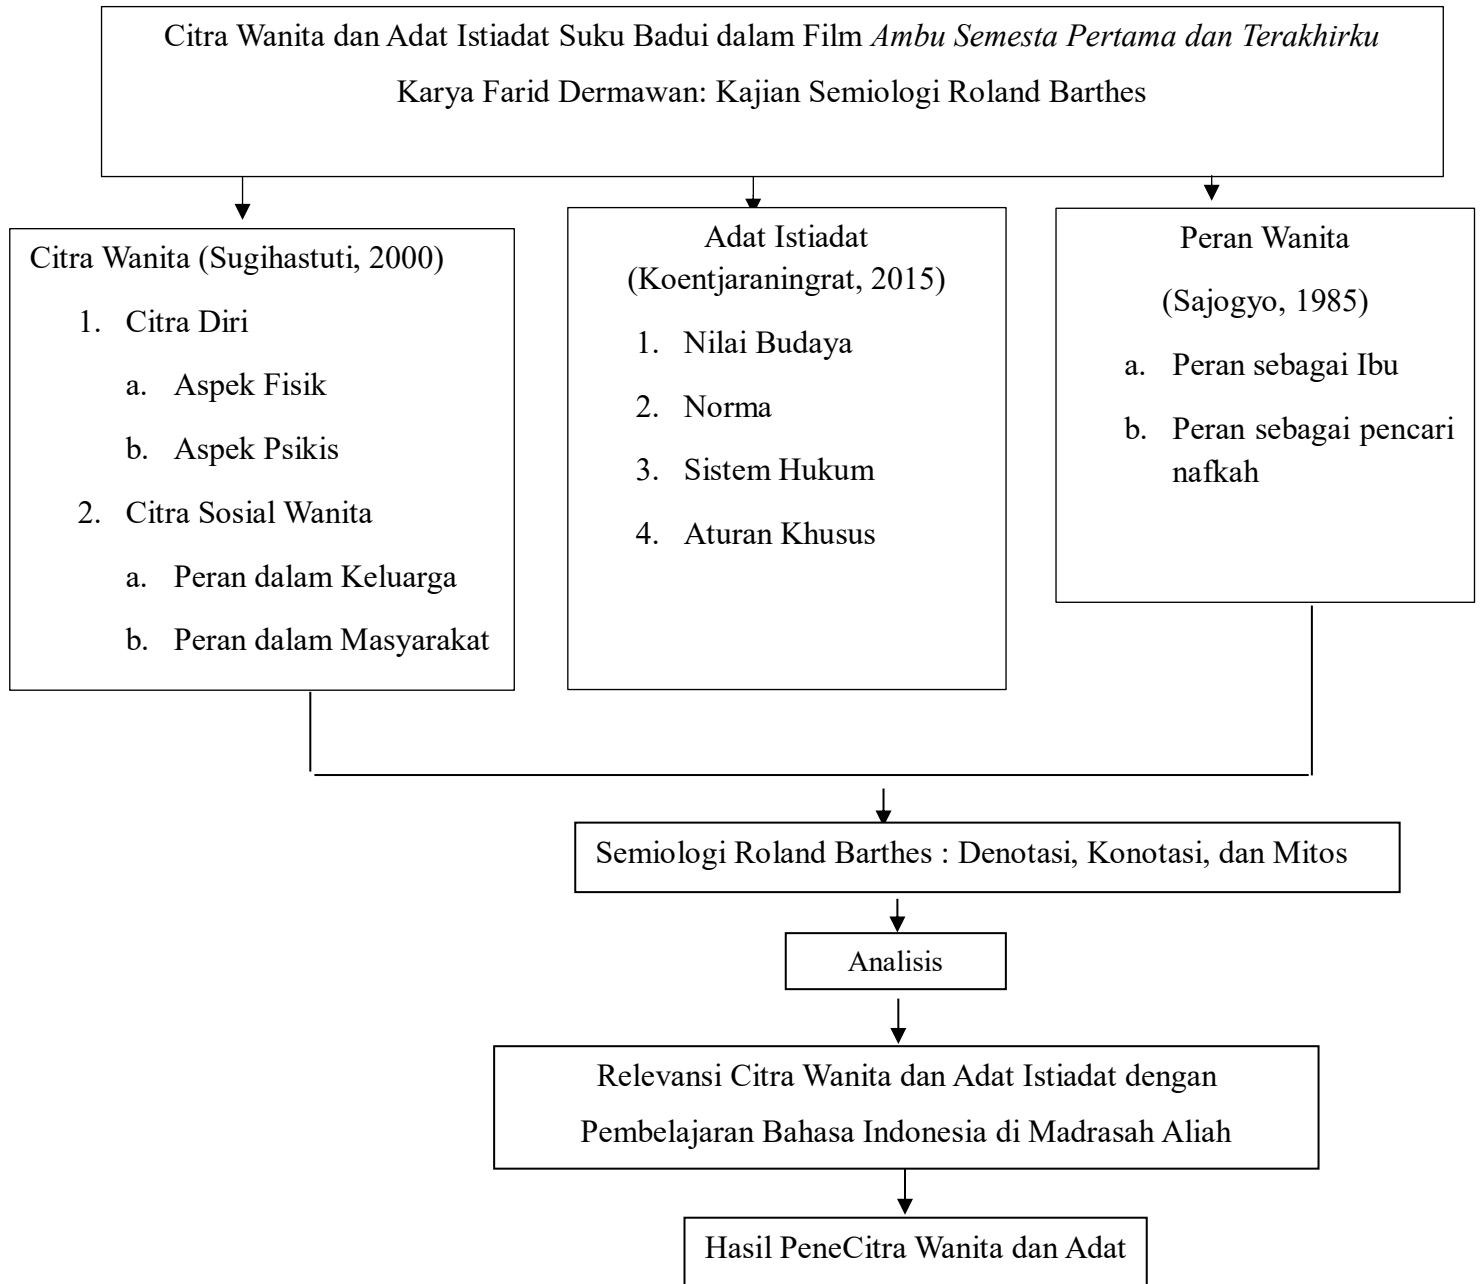 Citra Wanita dan Adat Istiadat Suku Badui dalam Film Ambu Semesta Pertama dan Terakhirku
Karya Farid Dermawan: Kajian Semiologi Roland Barthes
Citra Wanita (Sugihastuti, 2000)
1. Citra Diri
a. Aspek Fisik
b. Aspek Psikis
2. Citra Sosial Wanita
a. Peran dalam Keluarga
b. Peran dalam Masyarakat
Adat Istiadat
(Koentjaraningrat, 2015)
1. Nilai Budaya
2. Norma
3. Sistem Hukum
4. Aturan Khusus
Peran Wanita
(Sajogyo, 1985)
a. Peran sebagai Ibu
b. Peran sebagai pencari
nafkah
Semiologi Roland Barthes : Denotasi, Konotasi, dan Mitos
Analisis
Relevansi Citra Wanita dan Adat Istiadat dengan
Pembelajaran Bahasa Indonesia di Madrasah Aliah
Hasil PeneCitra Wanita dan Adat